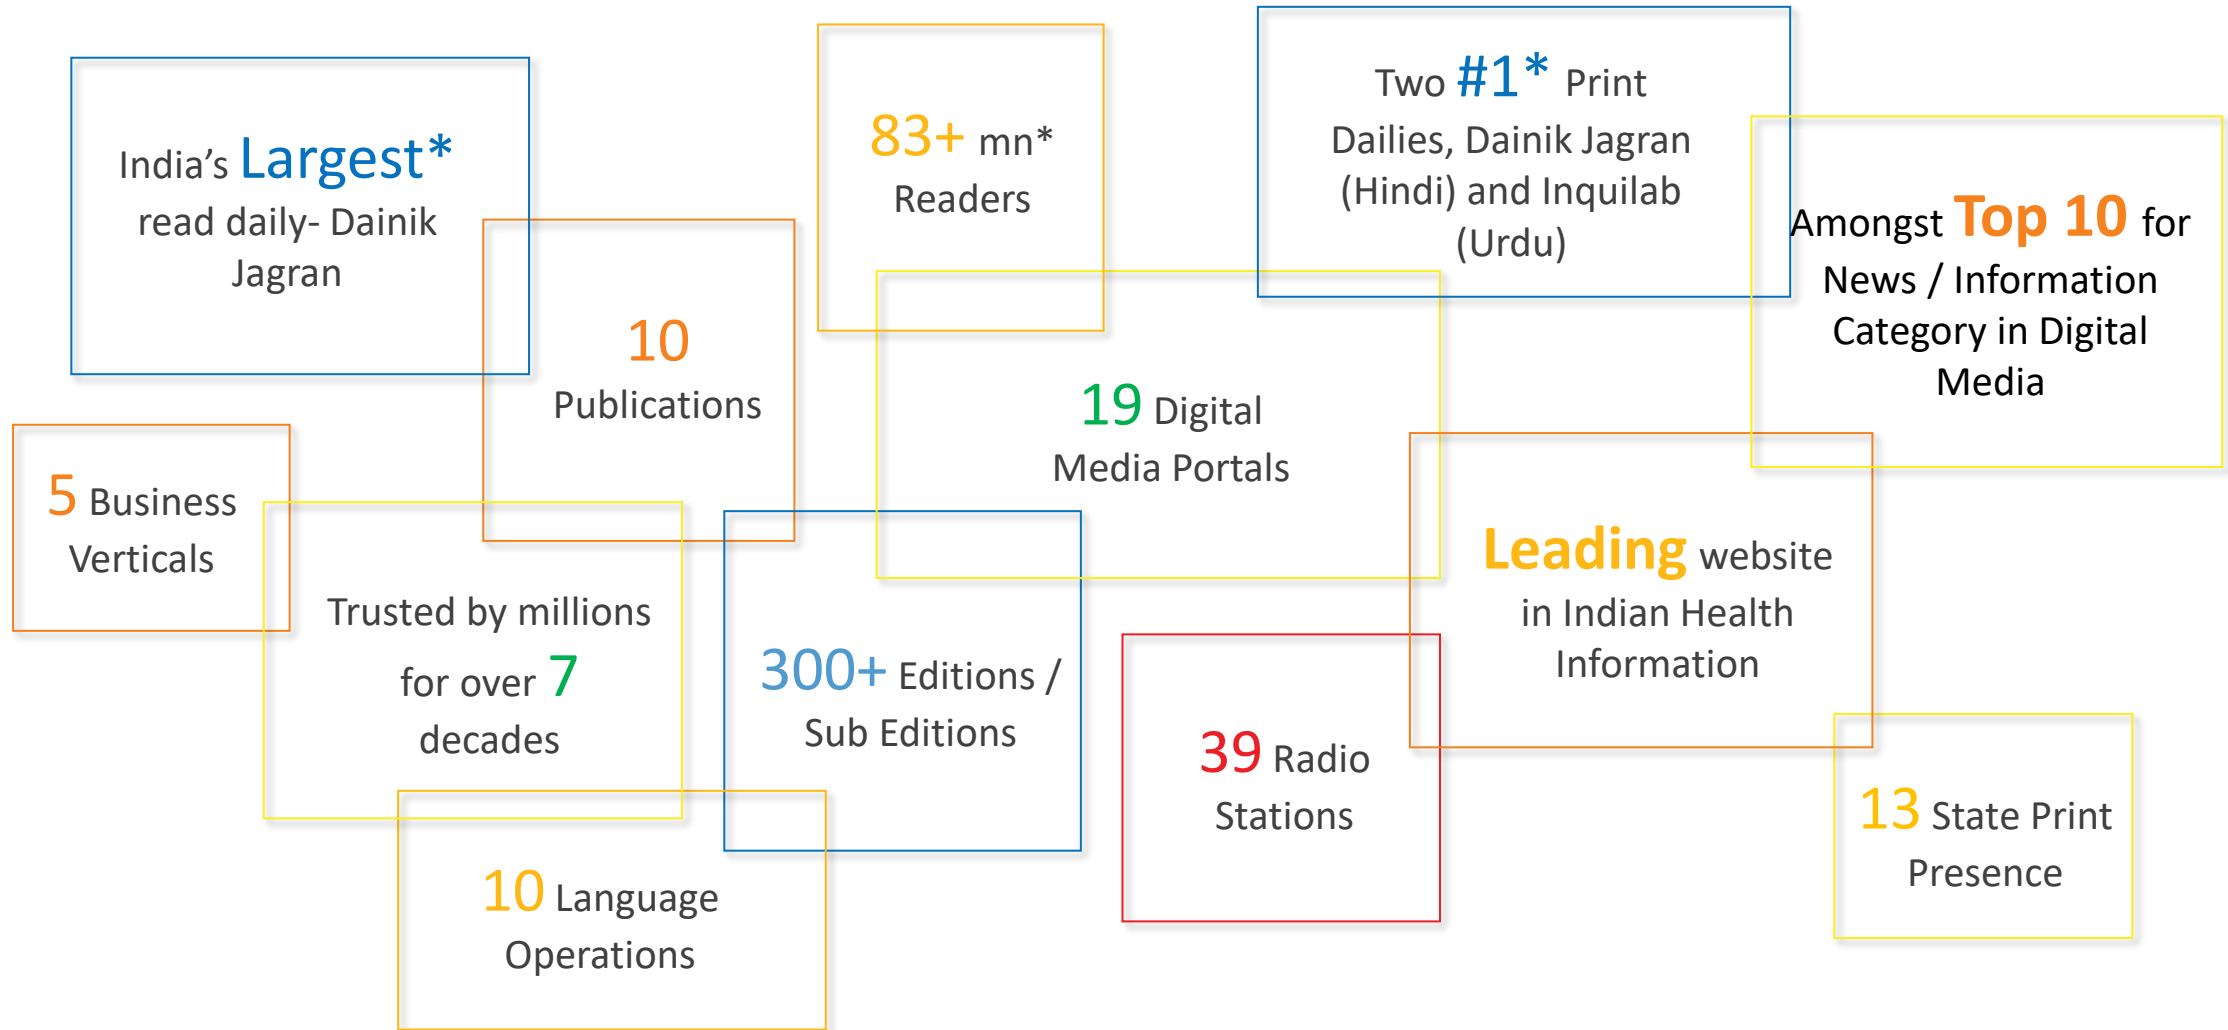 India's Largest*
read daily- Dainik
Jagran
10
Publications
83+ mn*
Readers
Two #1* Print
Dailies, Dainik Jagran
(Hindi) and Inquilab
(Urdu)
Amongst Top 10 for
News / Information
Category in Digital
Media
19 Digital
Media Portals
5 Business
Verticals
Trusted by millions
for over 7
decades
300+ Editions /
Sub Editions
Leading website
in Indian Health
Information
39 Radio
Stations
13 State Print
Presence
10 Language
Operations